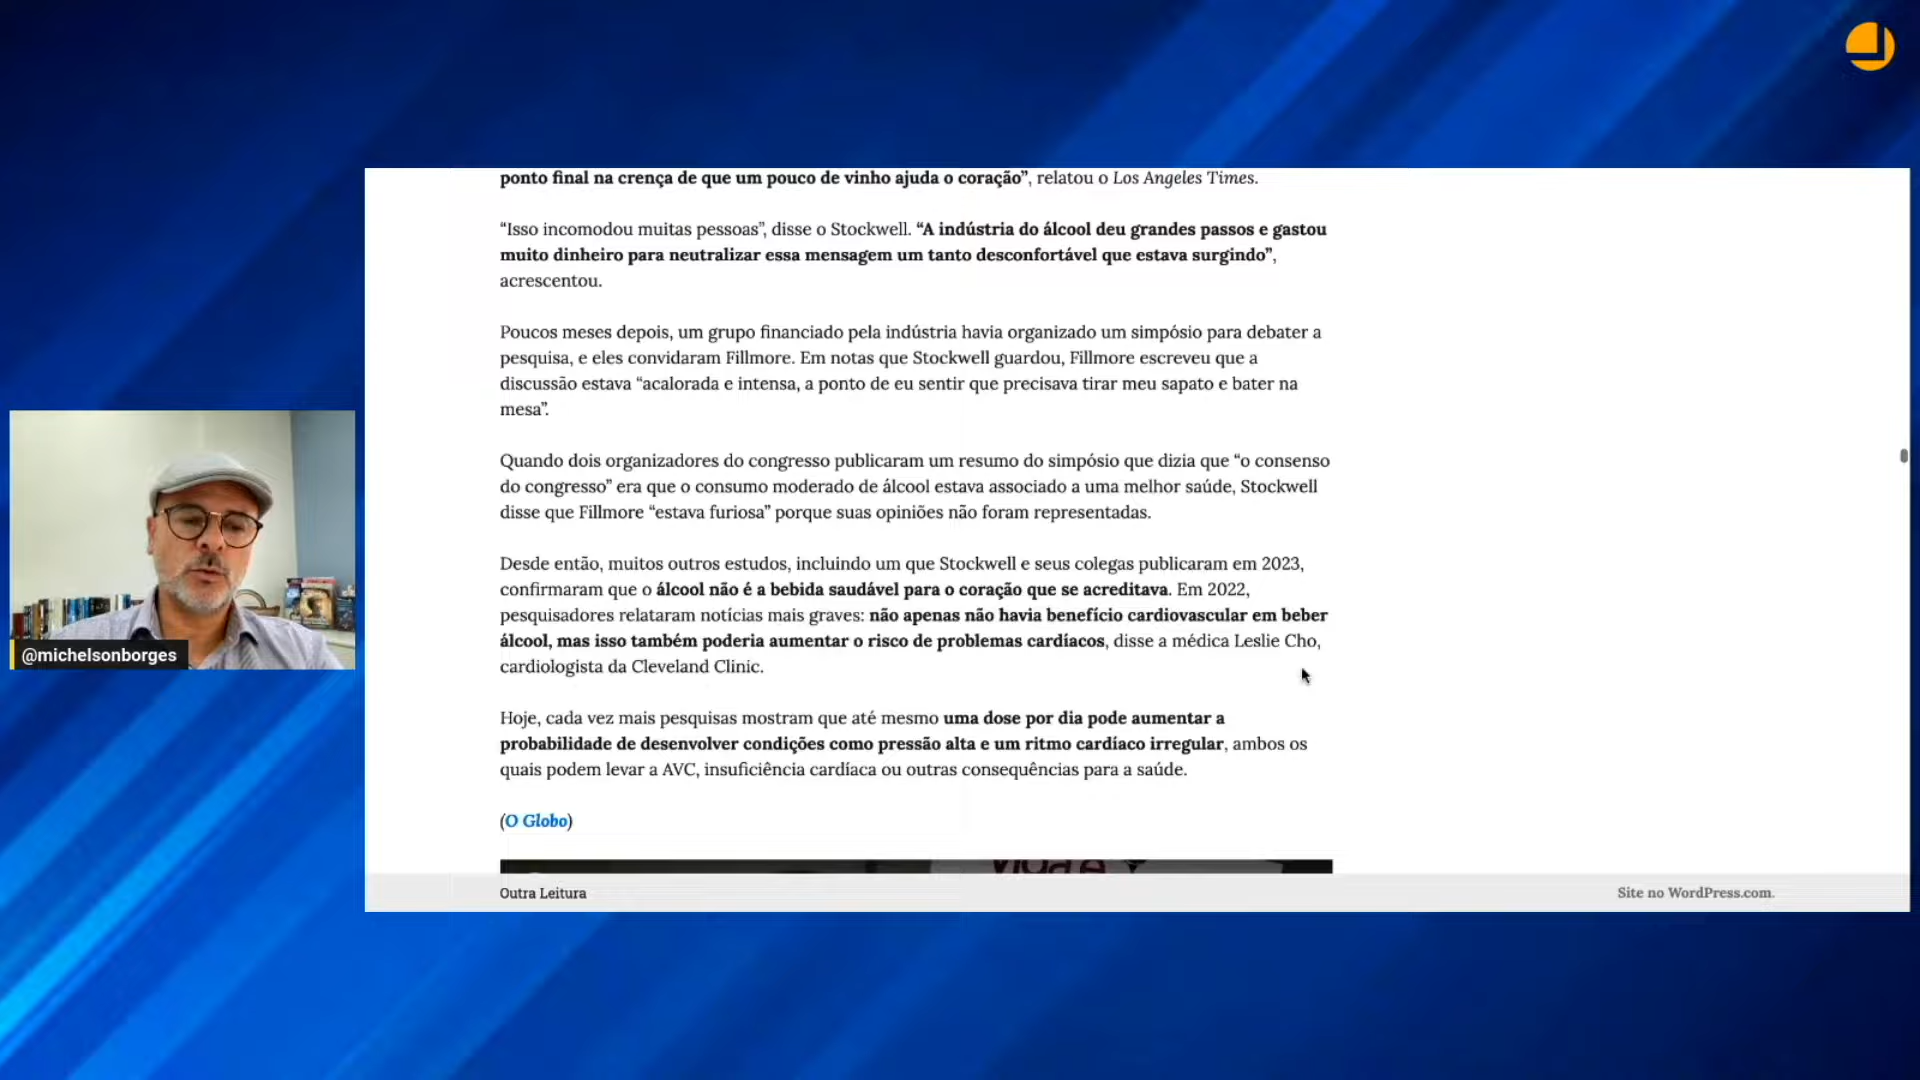 ponto final na crença de que um pouco de vinho ajuda o coração”, relatou o Los Angeles Times.
“Isso incomodou muitas pessoas”, disse o Stockwell. “A indústria do álcool deu grandes passos e gastou
muito dinheiro para neutralizar essa mensagem um tanto desconfortável que estava surgindo”,
acrescentou.
Poucos meses depois, um grupo financiado pela indústria havia organizado um simpósio para debater a
pesquisa, e eles convidaram Fillmore. Em notas que Stockwell guardou, Fillmore escreveu que a
discussão estava “acalorada e intensa, a ponto de eu sentir que precisava tirar meu sapato e bater na
mesa”.
Quando dois organizadores do congresso publicaram um resumo do simpósio que dizia que “o consenso
do congresso” era que o consumo moderado de álcool estava associado a uma melhor saúde, Stockwell
disse que Fillmore “estava furiosa” porque suas opiniões não foram representadas.
Desde então, muitos outros estudos, incluindo um que Stockwell e seus colegas publicaram em 2023,
confirmaram que o álcool não é a bebida saudável para o coração que se acreditava. Em 2022,
pesquisadores relataram notícias mais graves: não apenas não havia benefício cardiovascular em beber
álcool, mas isso também poderia aumentar o risco de problemas cardíacos, disse a médica Leslie Cho,
cardiologista da Cleveland Clinic.
Hoje, cada vez mais pesquisas mostram que até mesmo uma dose por dia pode aumentar a
probabilidade de desenvolver condições como pressão alta e um ritmo cardíaco irregular, ambos os
quais podem levar a AVC, insuficiência cardíaca ou outras consequências para a saúde.
(O Globo)
Outra Leitura
Site no WordPress.com.
@michelsonborges